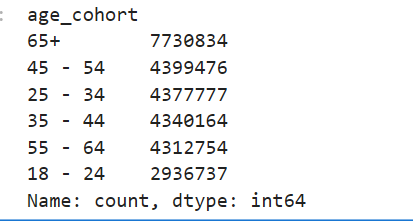 age_cohort
65+ 7730834
45 - 54 4399476
25 - 34 4377777
35 - 44 4340164
55 - 64 4312754
18 - 24 2936737
Name: count, dtype: int64